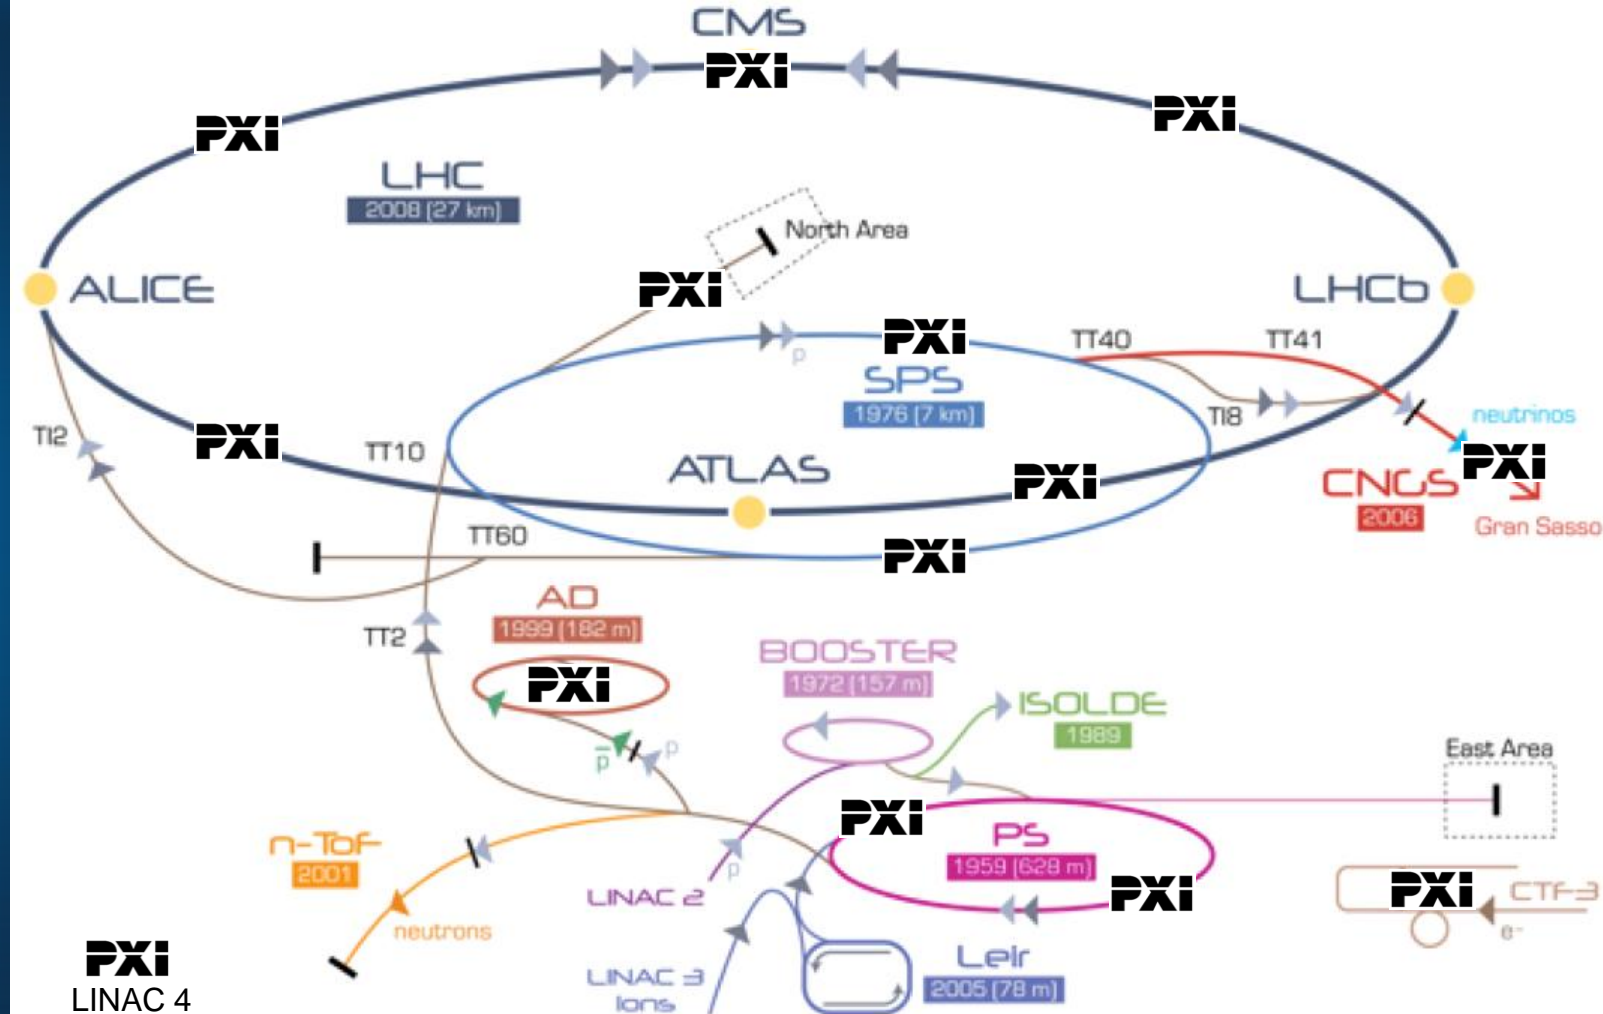 CMS
PXI
PXI
PXI
LHC
2008 (27 km)
North Area
PXI
ALICE
LHCb
PXI
p
SPS
1976 (7 km)
TT40
TT41
TI8
neutrinos
PXI
CNGS
2006
Gran Sasso
TI2
PXI
TT10
ATLAS
PXI
TT60
PXI
AD
1999 (182 m)
PXI
TT2
p
p̅
BOOSTER
1972 (157 m)
ISOLDE
1989
East Area
PXI
PS
1959 (628 m)
PXI
n-ToF
2001
neutrons
LINAC 2
p
PXI
CTF-3
e-
LINAC 3
Ions
Leir
2005 (78 m)
PXI
LINAC 4